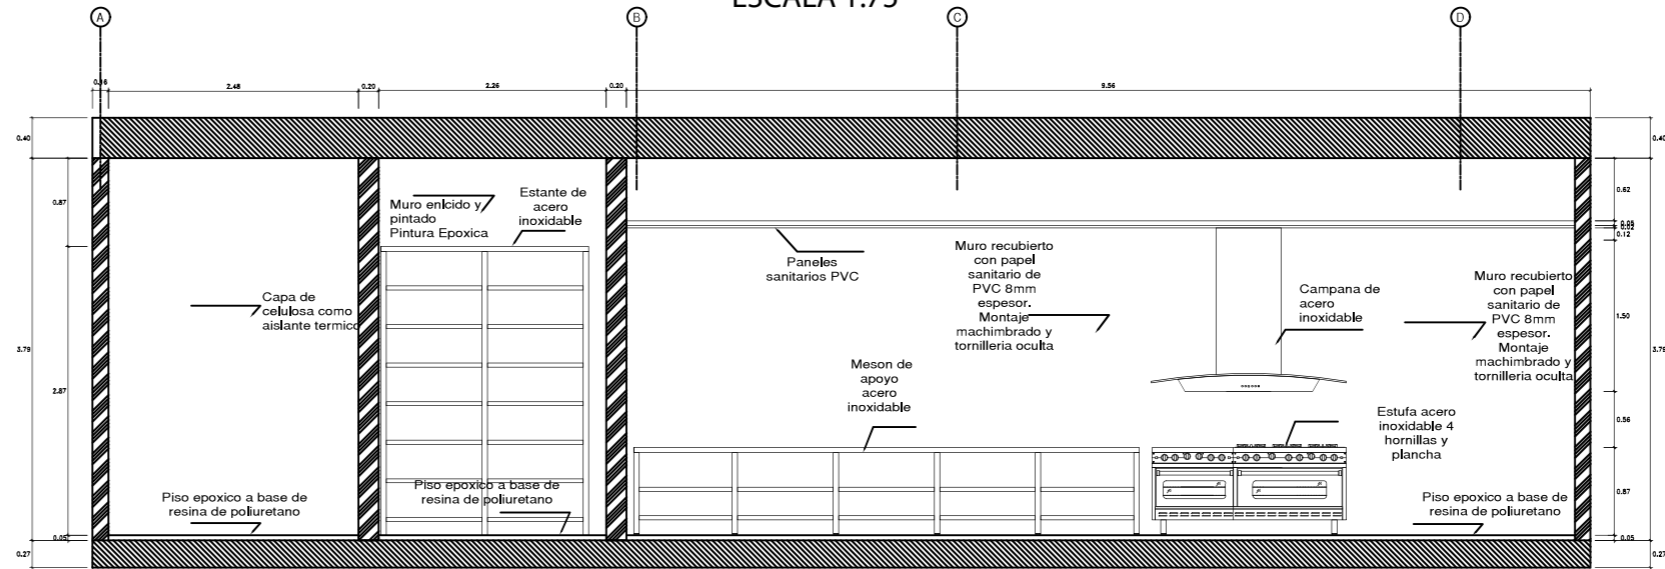 ESCALA 1:75
A
B
C
D
0.16
2.48
0.20
2.26
0.20
9.56
0.40
0.87
3.79
2.87
0.05
0.27
0.40
0.62
0.05
0.02
0.12
1.50
3.79
0.56
0.87
0.05
0.27
Muro enlcido y
pintado
Pintura Epoxica
Estante de
acero
inoxidable
Capa de
celulosa como
aislante termico
Paneles
sanitarios PVC
Muro recubierto
con papel
sanitario de
PVC 8mm
espesor.
Montaje
machimbrado y
tornilleria oculta
Campana de
acero
inoxidable
Muro recubierto
con papel
sanitario de
PVC 8mm
espesor.
Montaje
machimbrado y
tornilleria oculta
Meson de
apoyo
acero
inoxidable
Estufa acero
inoxidable 4
hornillas y
plancha
Piso epoxico a base de
resina de poliuretano
Piso epoxico a base de
resina de poliuretano
Piso epoxico a base de
resina de poliuretano